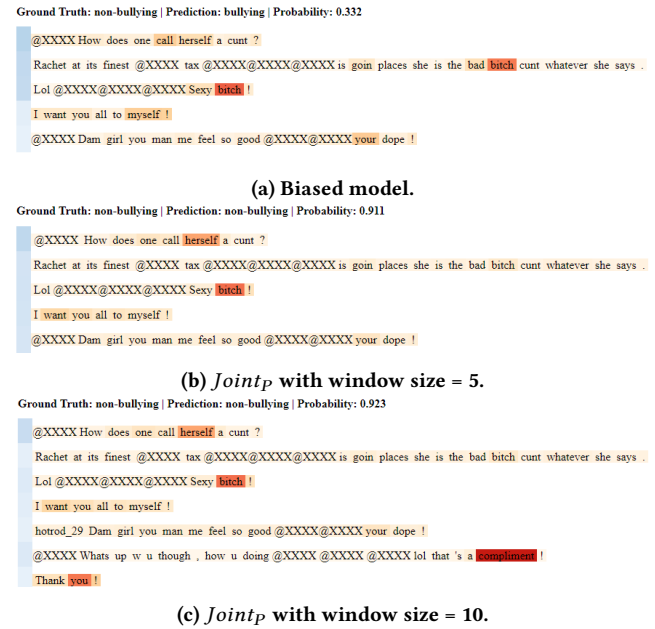 Ground Truth: non-bullying | Prediction: bullying | Probability: 0.332
@XXXX How does one call herself a cunt ?
Rachet at its finest @XXXX tax @XXXX@XXXX@XXXX is goin places she is the bad bitch cunt whatever she says .
Lol @XXXX@XXXX@XXXX Sexy bitch !
I want you all to myself !
@XXXX Dam girl you man me feel so good @XXXX@XXXX your dope !
(a) Biased model.
Ground Truth: non-bullying | Prediction: non-bullying | Probability: 0.911
@XXXX How does one call herself a cunt ?
Rachet at its finest @XXXX tax @XXXX@XXXX@XXXX is goin places she is the bad bitch cunt whatever she says .
Lol @XXXX@XXXX@XXXX Sexy bitch !
I want you all to myself !
@XXXX Dam girl you man me feel so good @XXXX@XXXX your dope !
(b) Joint_P with window size = 5.
Ground Truth: non-bullying | Prediction: non-bullying | Probability: 0.923
@XXXX How does one call herself a cunt ?
Rachet at its finest @XXXX tax @XXXX@XXXX@XXXX is goin places she is the bad bitch cunt whatever she says .
Lol @XXXX@XXXX@XXXX Sexy bitch !
I want you all to myself !
hotrod_29 Dam girl you man me feel so good @XXXX@XXXX your dope !
@XXXX Whats up w u though , how u doing @XXXX @XXXX @XXXX lol that 's a compliment !
Thank you !
(c) Joint_P with window size = 10.